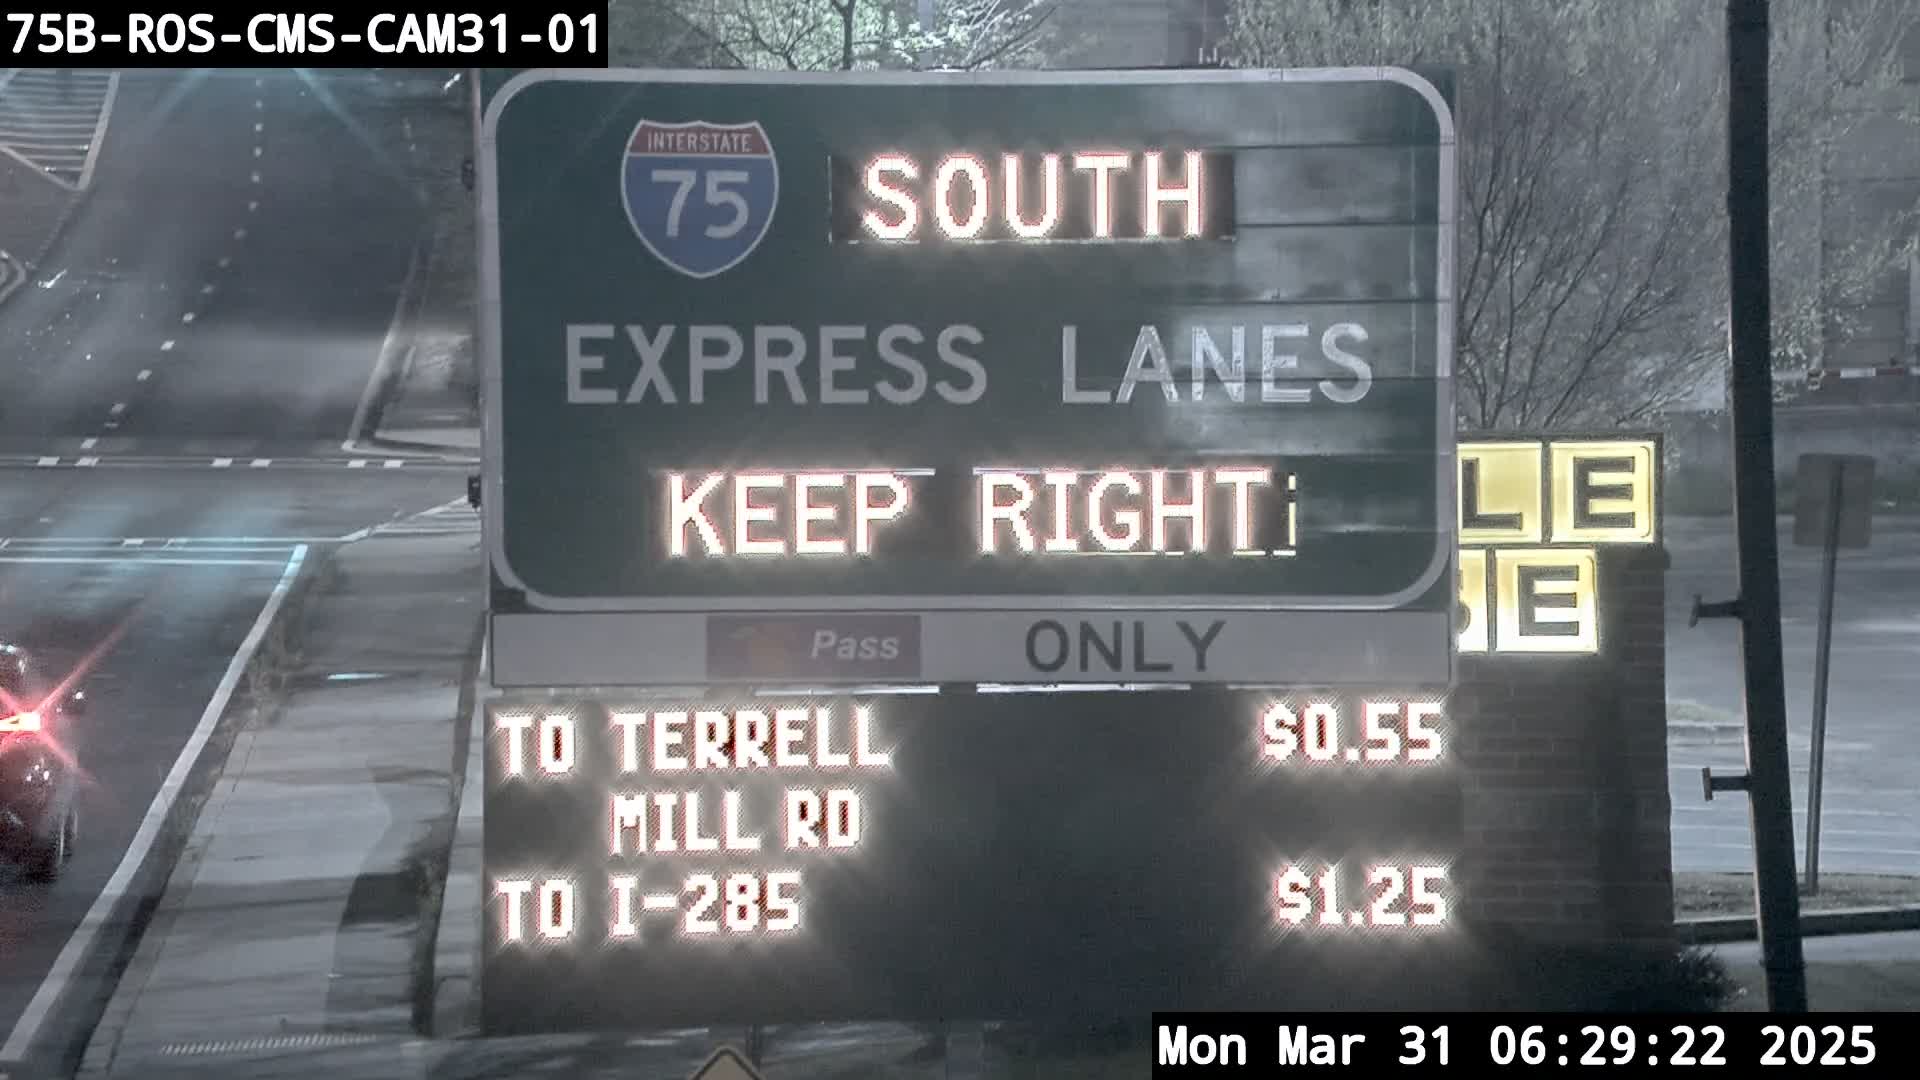 75B-ROS-CMS-CAM31-01
INTERSTATE
75
SOUTH
EXPRESS LANES
KEEP RIGHT
Pass ONLY
TO TERRELL $0.55
MILL RD
TO I-285 $1.25
LE
E
Mon Mar 31 06:29:22 2025